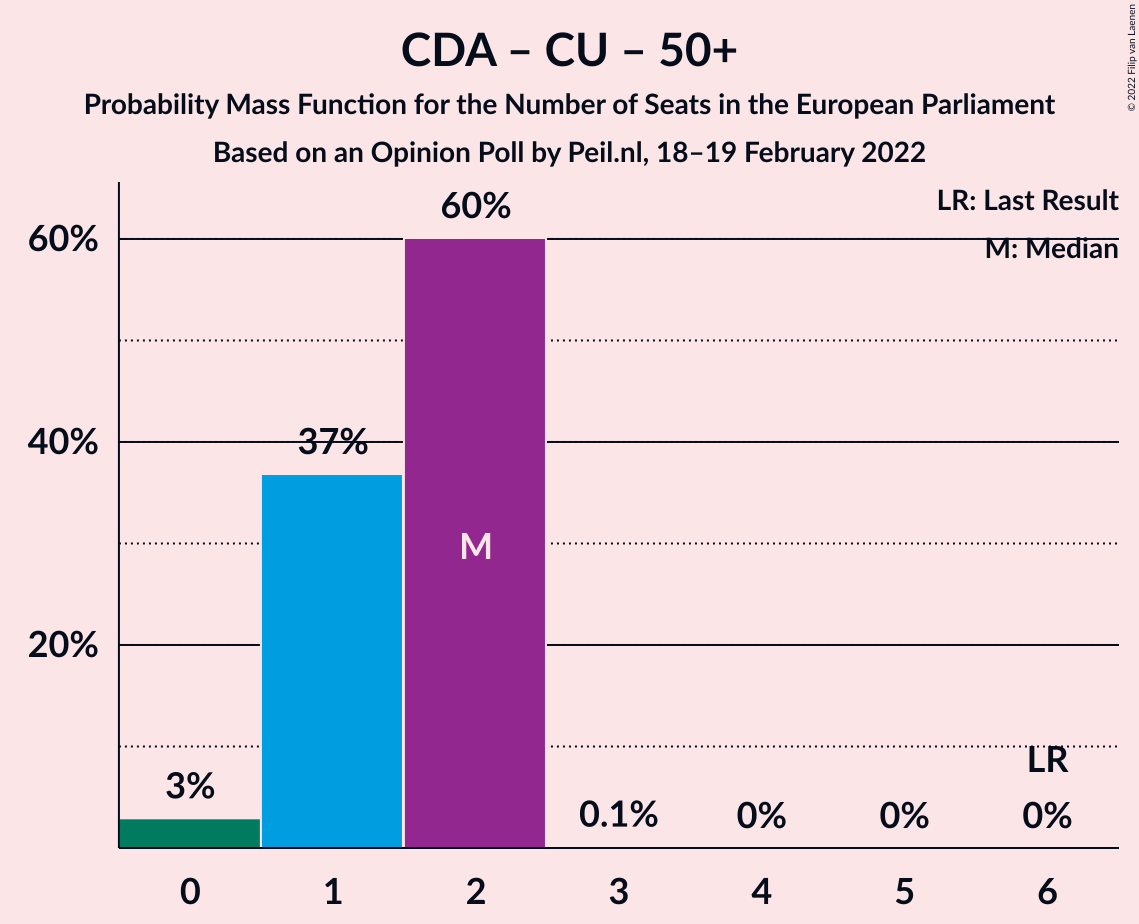 CDA – CU – 50+
Probability Mass Function for the Number of Seats in the European Parliament
Based on an Opinion Poll by Peil.nl, 18–19 February 2022
© 2022 Filip van Laenen
LR: Last Result
M: Median
60%
40%
20%
3%
37%
60%
M
0.1%
0%
0%
LR
0%
0
1
2
3
4
5
6